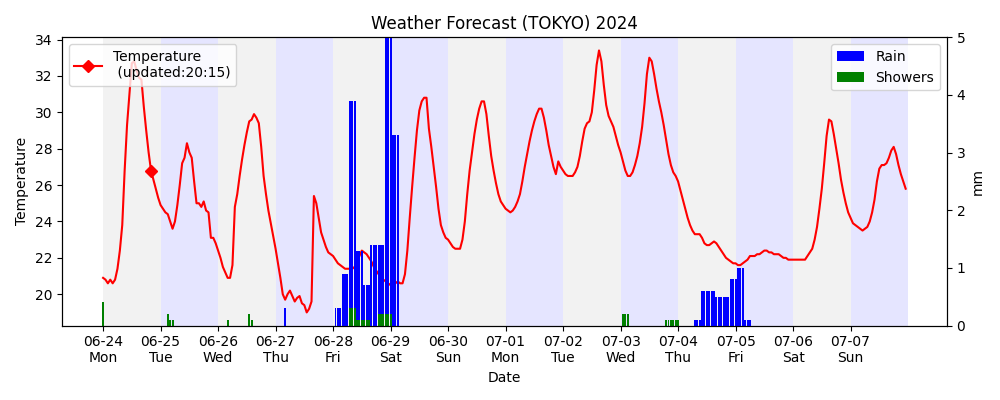 Weather Forecast (TOKYO) 2024
Temperature
(updated:20:15)
Rain
Showers
Temperature
34
32
30
28
26
24
22
20
5
4
3
2
1
0
mm
06-24 06-25 06-26 06-27 06-28 06-29 06-30 07-01 07-02 07-03 07-04 07-05 07-06 07-07
Mon Tue Wed Thu Fri Sat Sun Mon Tue Wed Thu Fri Sat Sun
Date